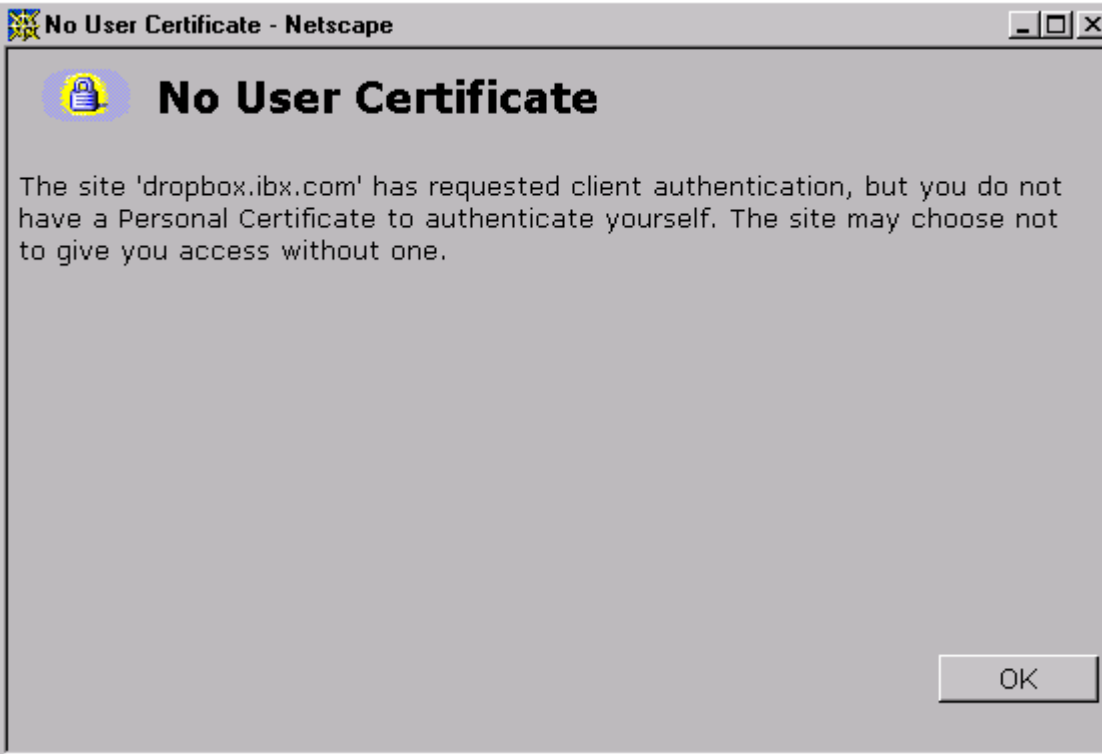 No User Certificate - Netscape
No User Certificate
The site 'dropbox.ibx.com' has requested client authentication, but you do not
have a Personal Certificate to authenticate yourself. The site may choose not
to give you access without one.
OK